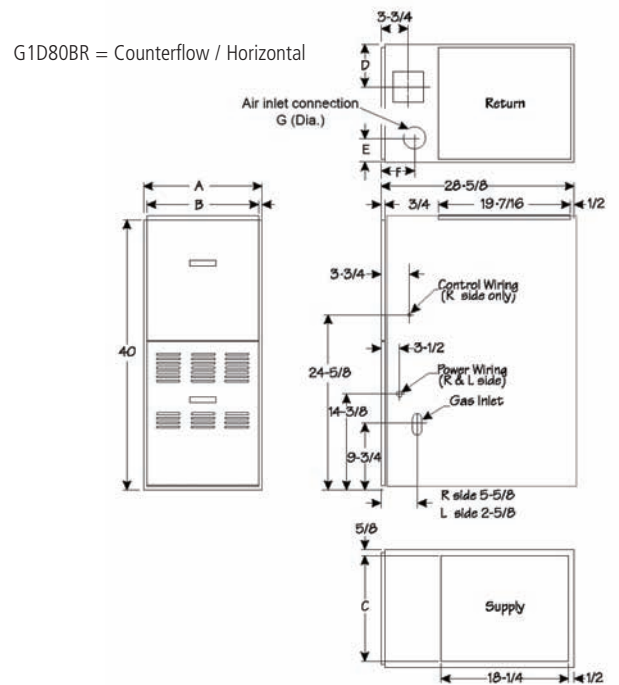 G1D80BR = Counterflow / Horizontal
3-3/4
D
Air inlet connection
G (Dia.)
Return
E
F
A
B
28-5/8
3/4
19-7/16
1/2
3-3/4
Control Wiring
(R side only)
40
3-1/2
24-5/8
Power Wiring
(R & L side)
14-3/8
Gas Inlet
9-3/4
R side 5-5/8
L side 2-5/8
5/8
C
Supply
18-1/4
1/2